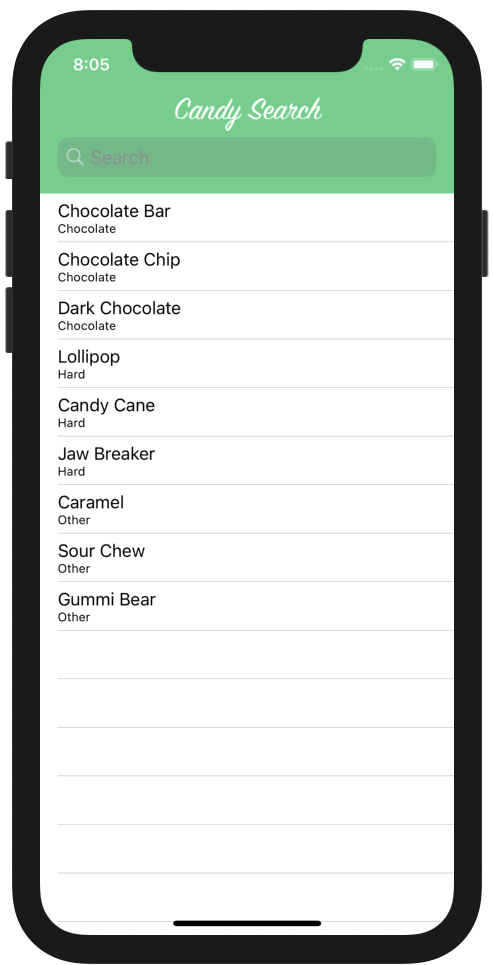 8:05
Candy Search
Search
Chocolate Bar
Chocolate
Chocolate Chip
Chocolate
Dark Chocolate
Chocolate
Lollipop
Hard
Candy Cane
Hard
Jaw Breaker
Hard
Caramel
Other
Sour Chew
Other
Gummi Bear
Other